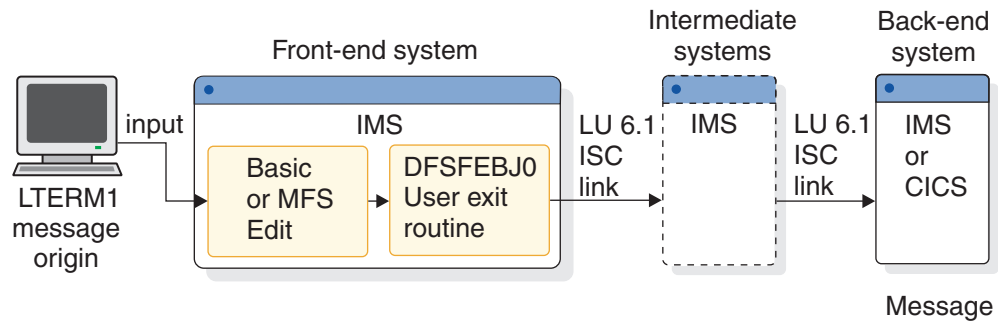 Front-end system
Intermediate
systems
Back-end
system
input
LTERM1
message
origin
IMS
Basic
or MFS
Edit
DFSFEBJ0
User exit
routine
LU 6.1
ISC
link
IMS
LU 6.1
ISC
link
IMS
or
CICS
Message